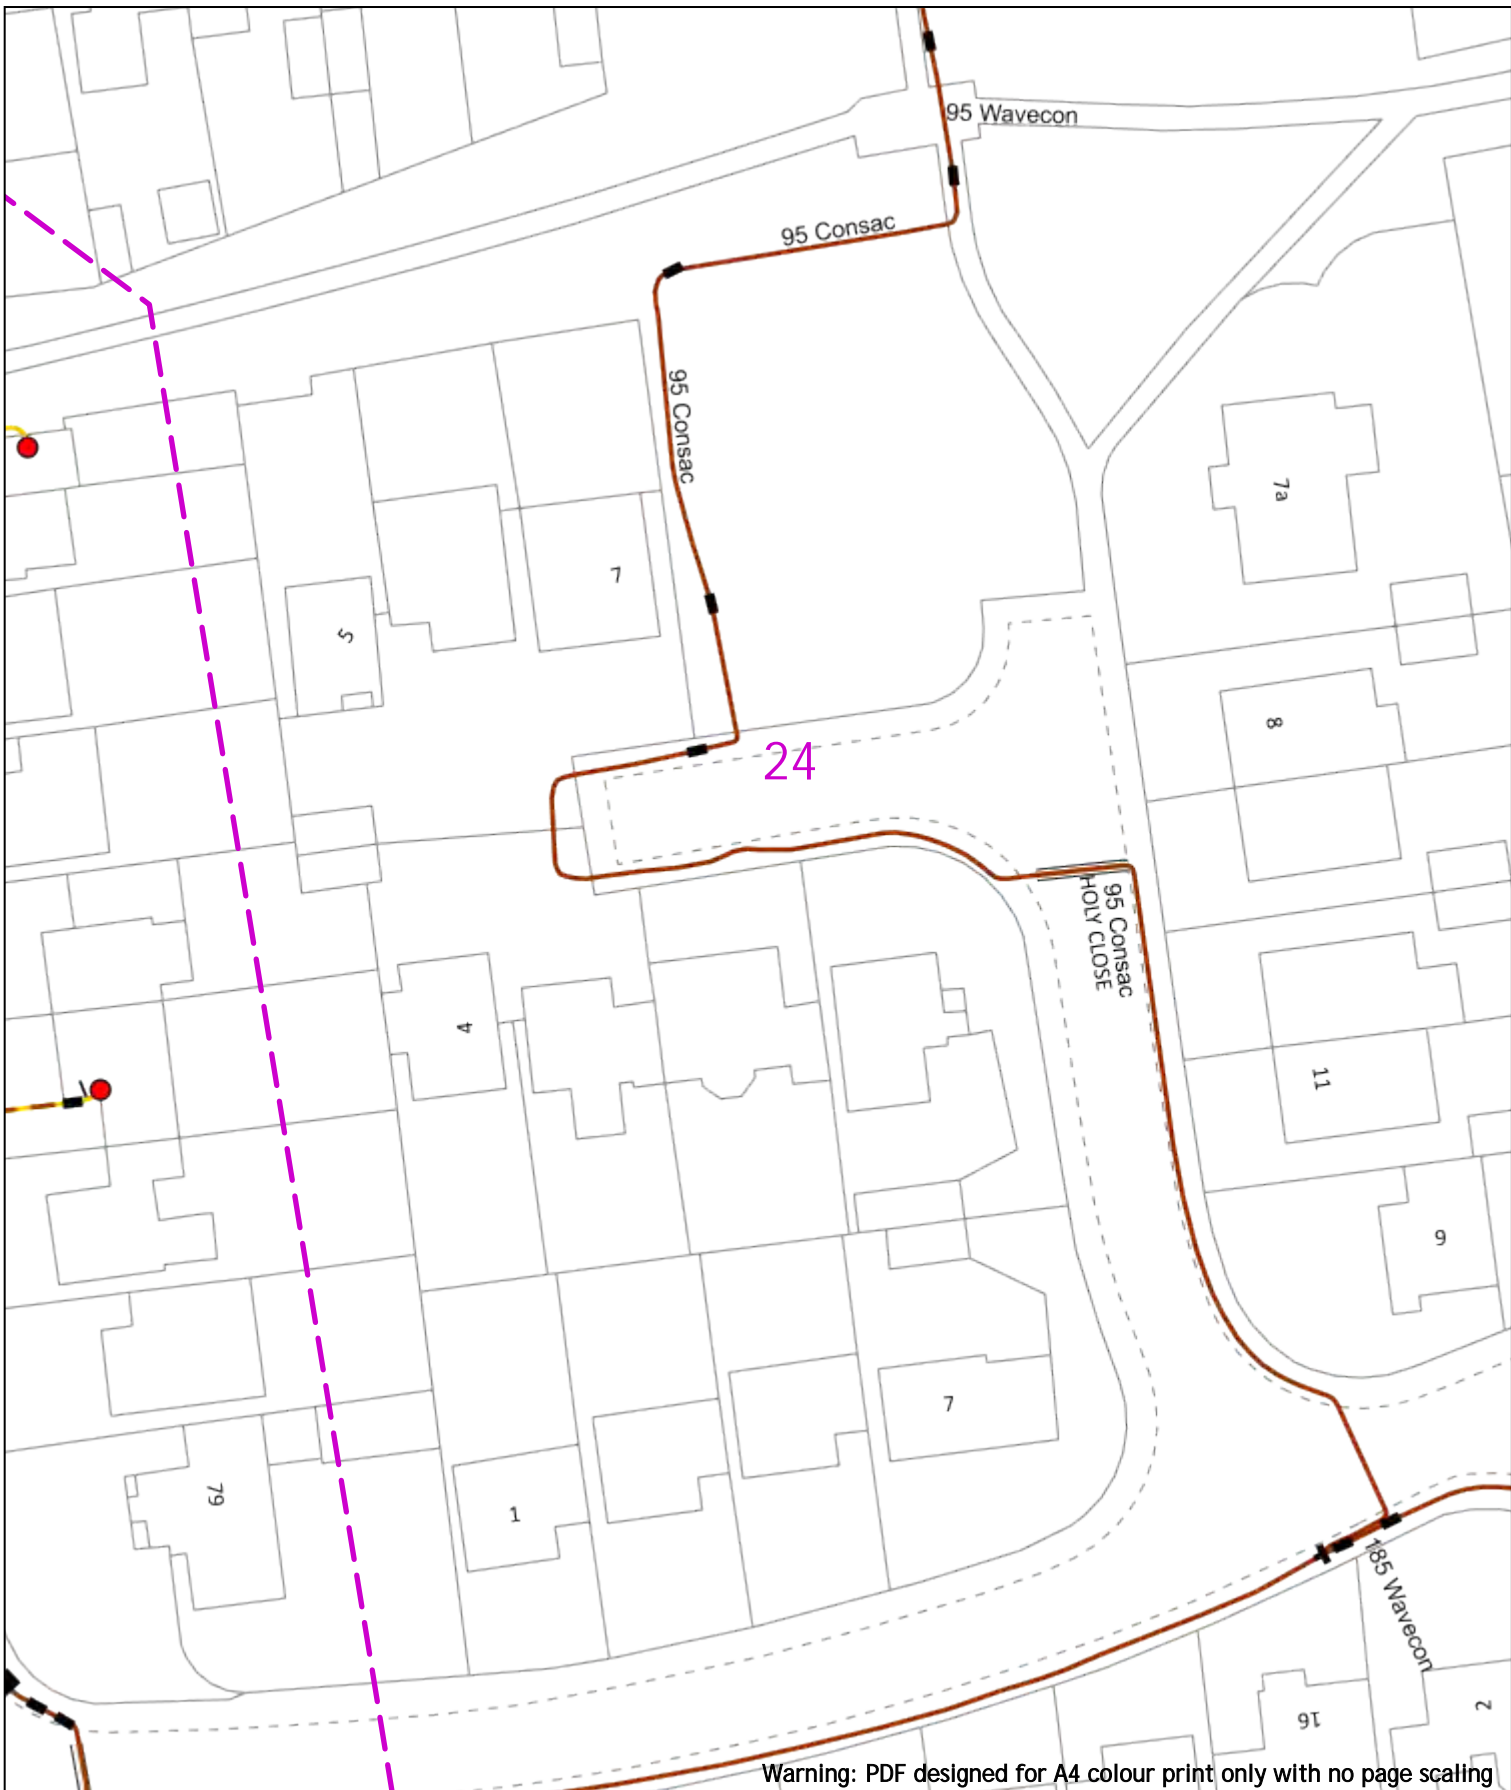 95 Wavecon
95 Consac
95 Consac
7a
7
5
8
24
95 Consac
HOLY CLOSE
4
11
9
7
79
1
185 Wavecon
16
2
Warning: PDF designed for A4 colour print only with no page scaling